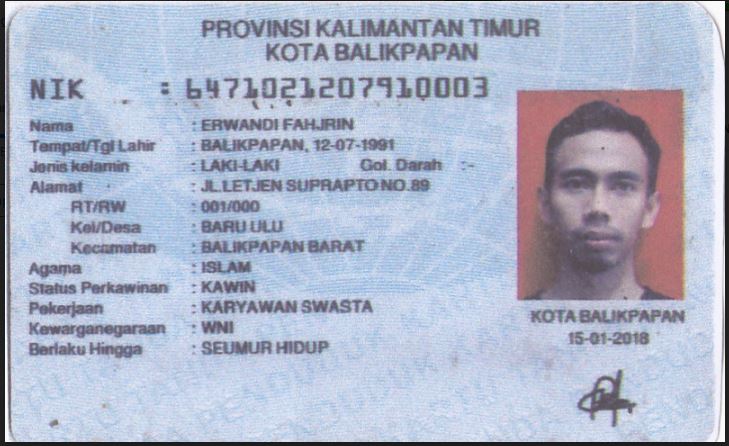 PROVINSI KALIMANTAN TIMUR
KOTA BALIKPAPAN
NIK : 6471021207910003
Nama : ERWANDI FAHJRIN
Tempat/Tgl Lahir : BALIKPAPAN, 12-07-1991
Jenis kelamin : LAKI-LAKI Gol. Darah :-
Alamat : JL.LETJEN SUPRAPTO NO.89
RT/RW : 001/000
Kel/Desa : BARU ULU
Kecamatan : BALIKPAPAN BARAT
Agama : ISLAM
Status Perkawinan : KAWIN
Pekerjaan : KARYAWAN SWASTA
Kewarganegaraan : WNI
Berlaku Hingga : SEUMUR HIDUP
KOTA BALIKPAPAN
15-01-2018